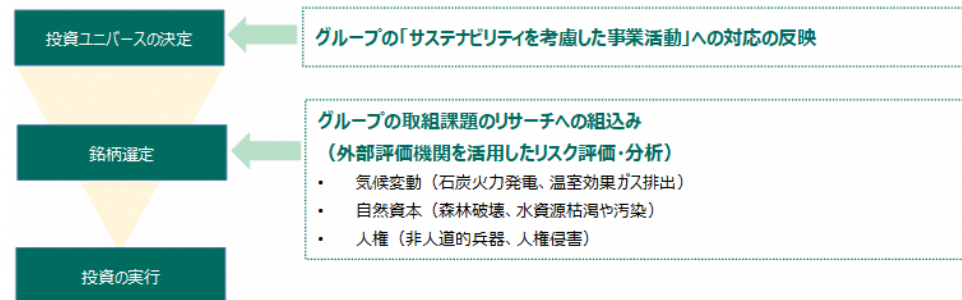 投資ユニバースの決定
グループの「サステナビリティを考慮した事業活動」への対応の反映
銘柄選定
グループの取組課題のリサーチへの組込み
（外部評価機関を活用したリスク評価・分析）
• 気候変動（石炭火力発電、温室効果ガス排出）
• 自然資本（森林破壊、水資源枯渇や汚染）
• 人権（非人道的兵器、人権侵害）
投資の実行